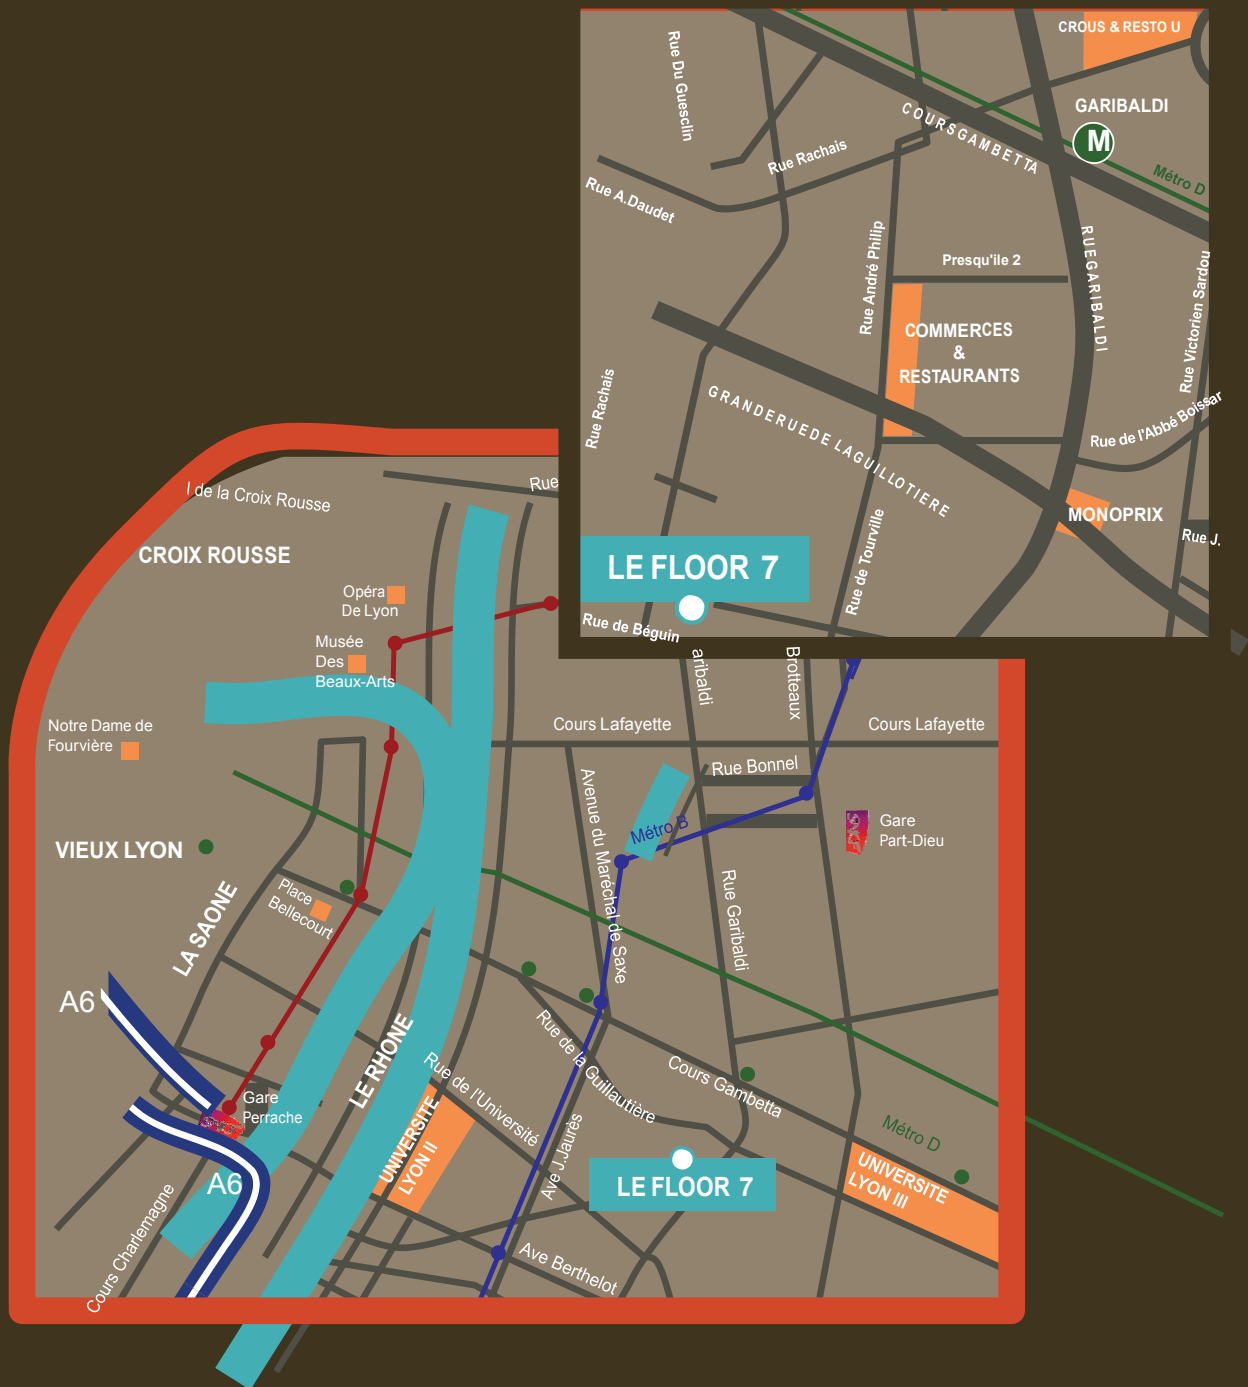 CROUS & RESTO U
Rue Du Guesclin
GARIBALDI
M
COURS GAMBETTA
Rue Rachais
Métro D
Rue A.Daudet
Rue André Philip
Presqu'ile 2
RUE GARIBALDI
Rue Victorien Sardou
COMMERCES
&
RESTAURANTS
Rue Rachais
GRANDE RUE DE LA GUILLOTIERE
Rue de l'Abbé Boissar
MONOPRIX
Rue J.
Rue de Tourville
LE FLOOR 7
Rue de Béguin
l de la Croix Rousse
Rue
CROIX ROUSSE
Opéra
De Lyon
Musée
Des
Beaux-Arts
aribaldi
Brotteaux
Notre Dame de
Fourvière
Cours Lafayette
Cours Lafayette
Rue Bonnel
Avenue du Maréchal de Saxe
Métro B
Gare
Part-Dieu
VIEUX LYON
Place
Bellecourt
LA SAONE
Rue Garibaldi
A6
LE RHONE
Rue de la Guillautière
Cours Gambetta
Rue de l'Université
Gare
Perrache
UNIVERSITE
LYON II
Ave J.Jaurès
Métro D
A6
LE FLOOR 7
UNIVERSITE
LYON III
Cours Charlemagne
Ave Berthelot